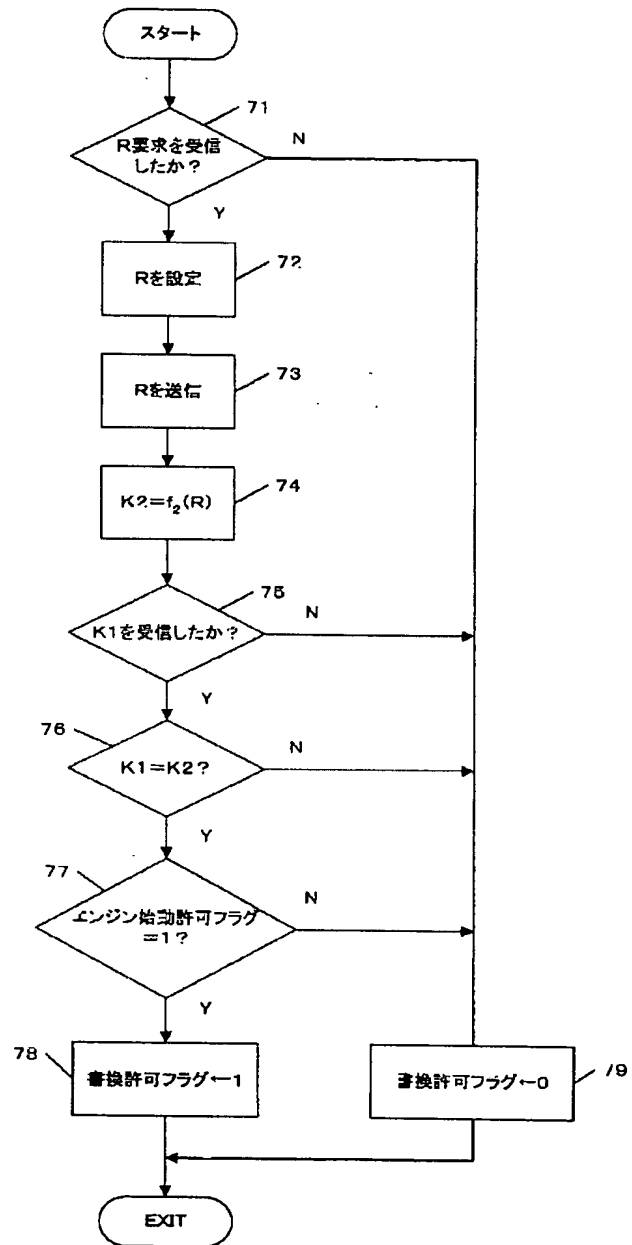 スタート
71
R要求を受信
したか？
N
Y
72
Rを設定
73
Rを送信
74
K2=f₂(R)
75
K1を受信したか？
N
Y
76
K1=K2？
N
Y
77
エンジン始動許可フラグ
=1？
N
Y
78
書換許可フラグ←1
書換許可フラグ←0
79
EXIT